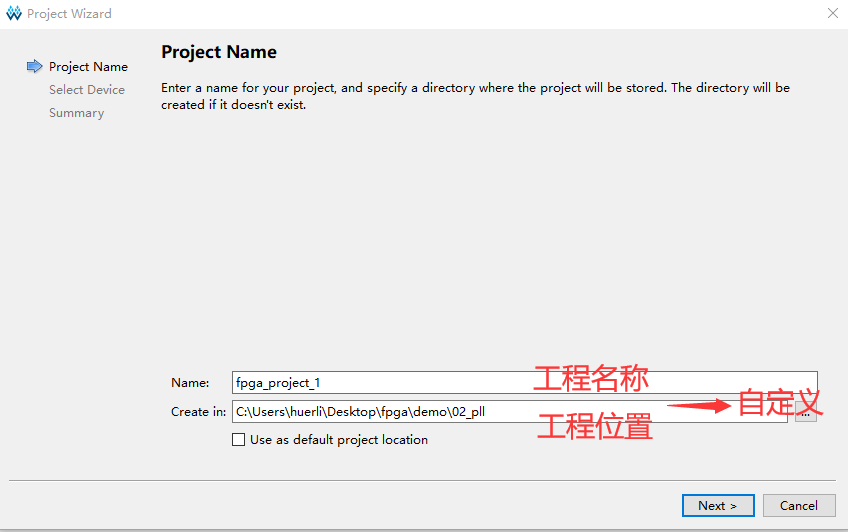 Project Wizard
Project Name
Project Name
Select Device
Enter a name for your project, and specify a directory where the project will be stored. The directory will be
created if it doesn't exist.
Summary
Name:
fpga_project_1
工程名称
Create in:
C:\Users\huerli\Desktop\fpga\demo\02_pll
自定义
...
工程位置
Use as default project location
Next >
Cancel